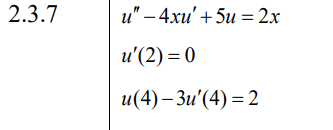 2.3.7 u″ – 4xu′ + 5u = 2x
u′(2) = 0
u(4) – 3u′(4) = 2